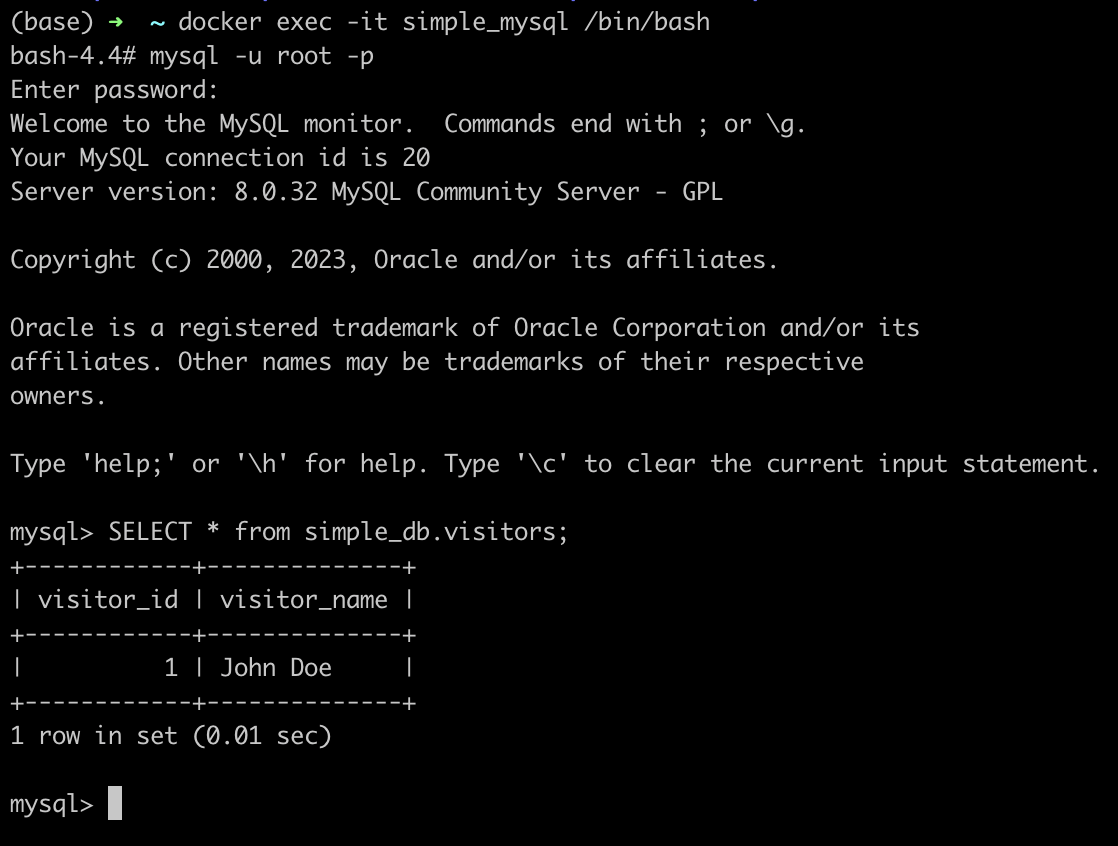 (base) ➜  ~ docker exec -it simple_mysql /bin/bash
bash-4.4# mysql -u root -p
Enter password:
Welcome to the MySQL monitor.  Commands end with ; or \g.
Your MySQL connection id is 20
Server version: 8.0.32 MySQL Community Server - GPL

Copyright (c) 2000, 2023, Oracle and/or its affiliates.

Oracle is a registered trademark of Oracle Corporation and/or its
affiliates. Other names may be trademarks of their respective
owners.

Type 'help;' or '\h' for help. Type '\c' to clear the current input statement.

mysql> SELECT * from simple_db.visitors;
+------------+--------------+
| visitor_id | visitor_name |
+------------+--------------+
|          1 | John Doe     |
+------------+--------------+
1 row in set (0.01 sec)

mysql>